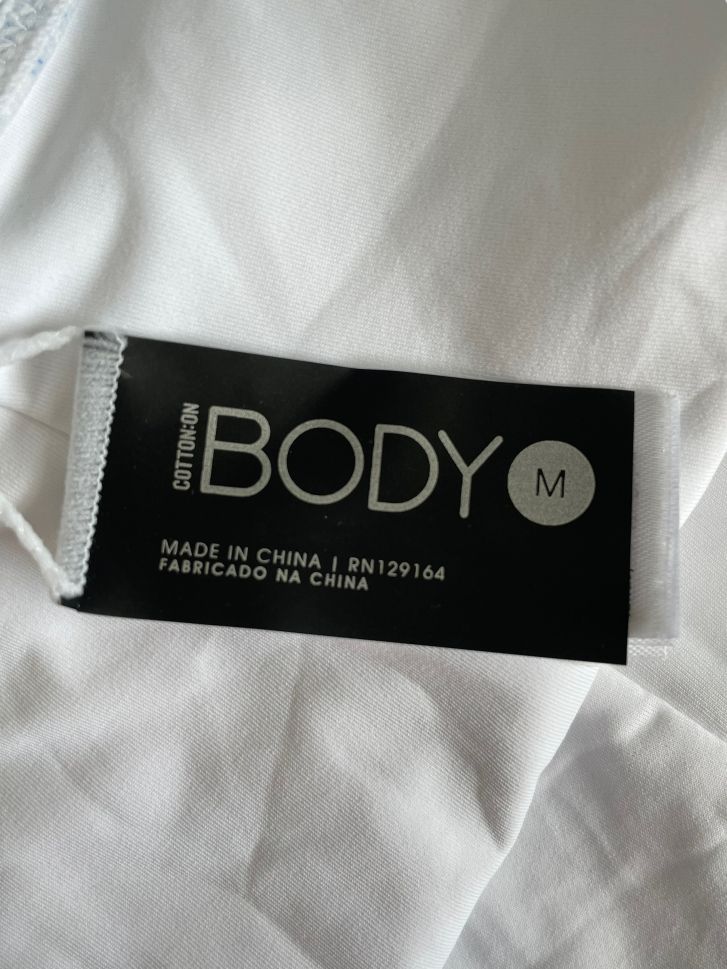 COTTON:ON
BODY M
MADE IN CHINA | RN129164
FABRICADO NA CHINA